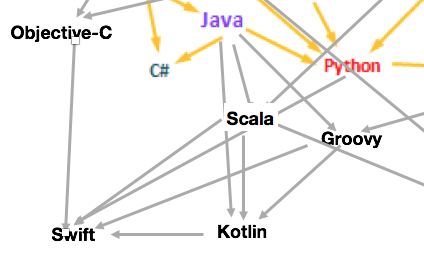 Java
Objective-C
C#
Python
Scala
Groovy
Swift
Kotlin